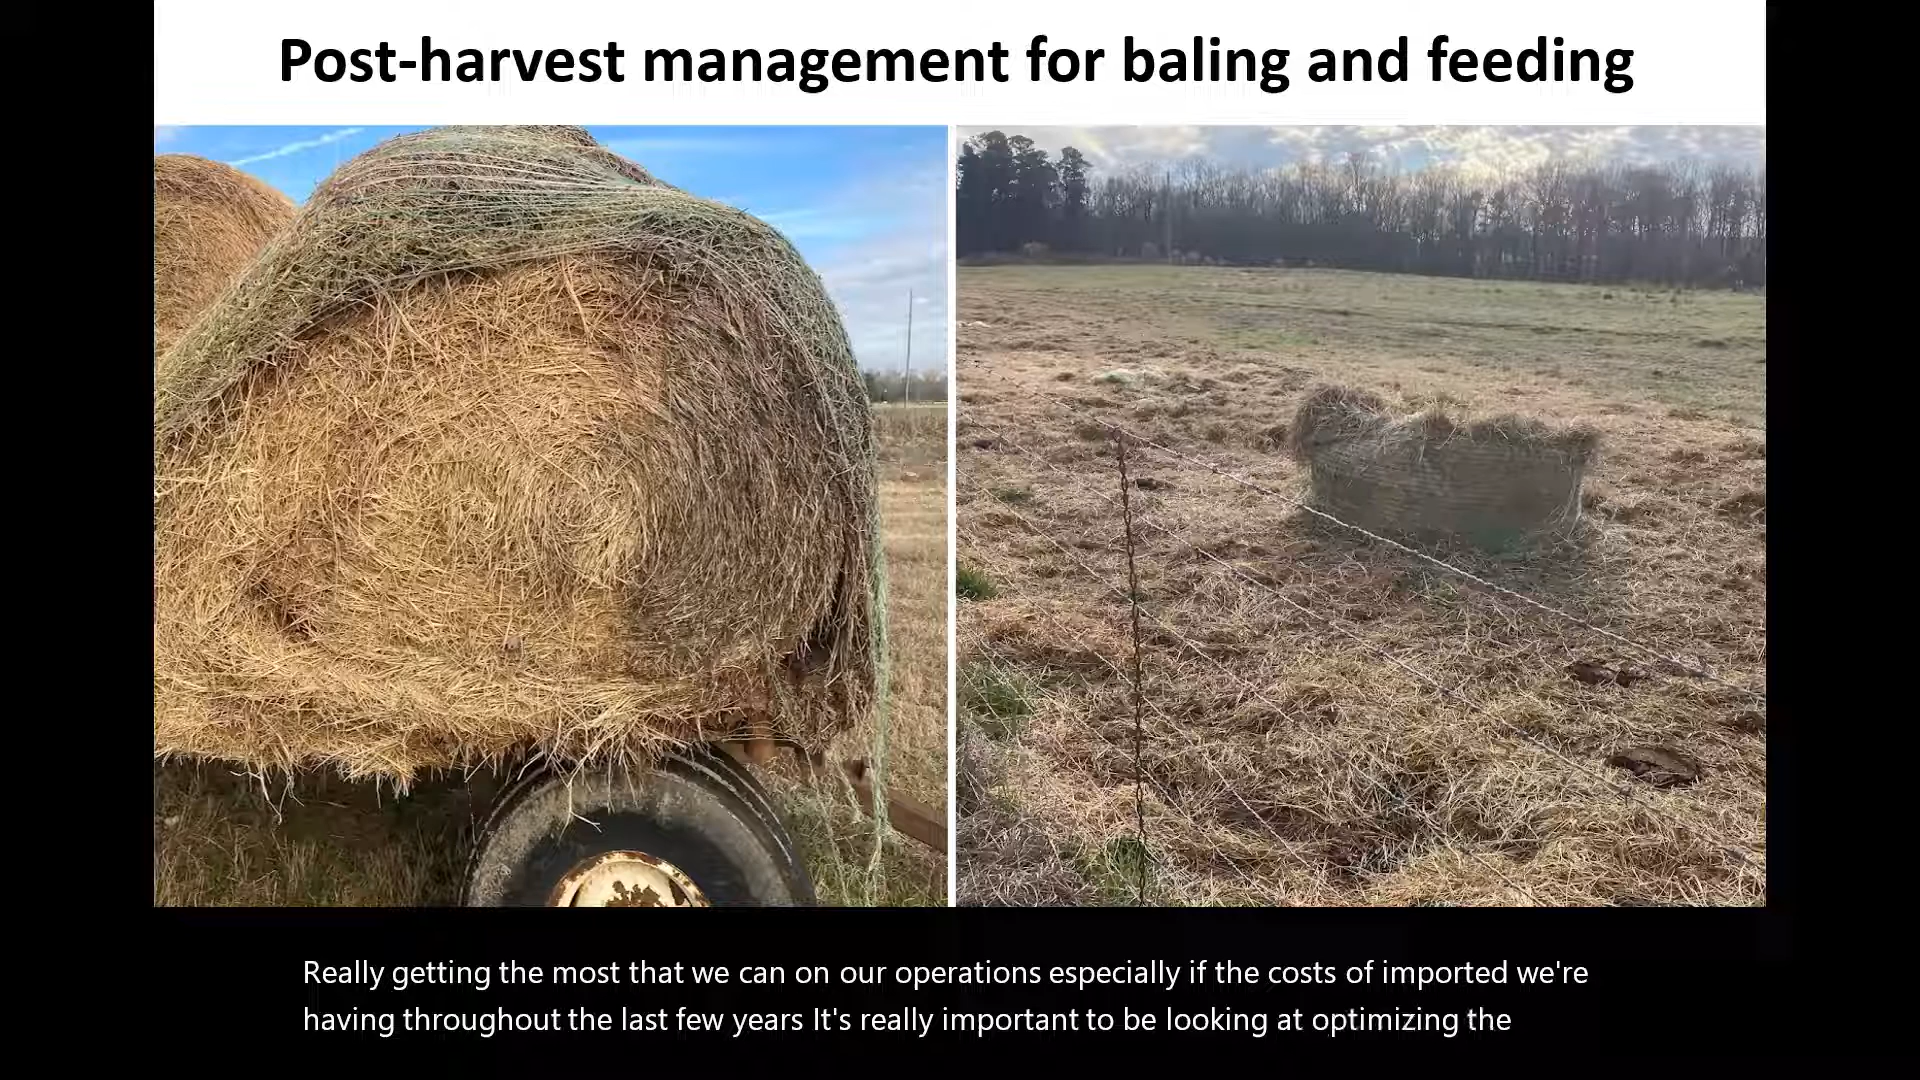 Post-harvest management for baling and feeding
Really getting the most that we can on our operations especially if the costs of imported we're
having throughout the last few years It's really important to be looking at optimizing the